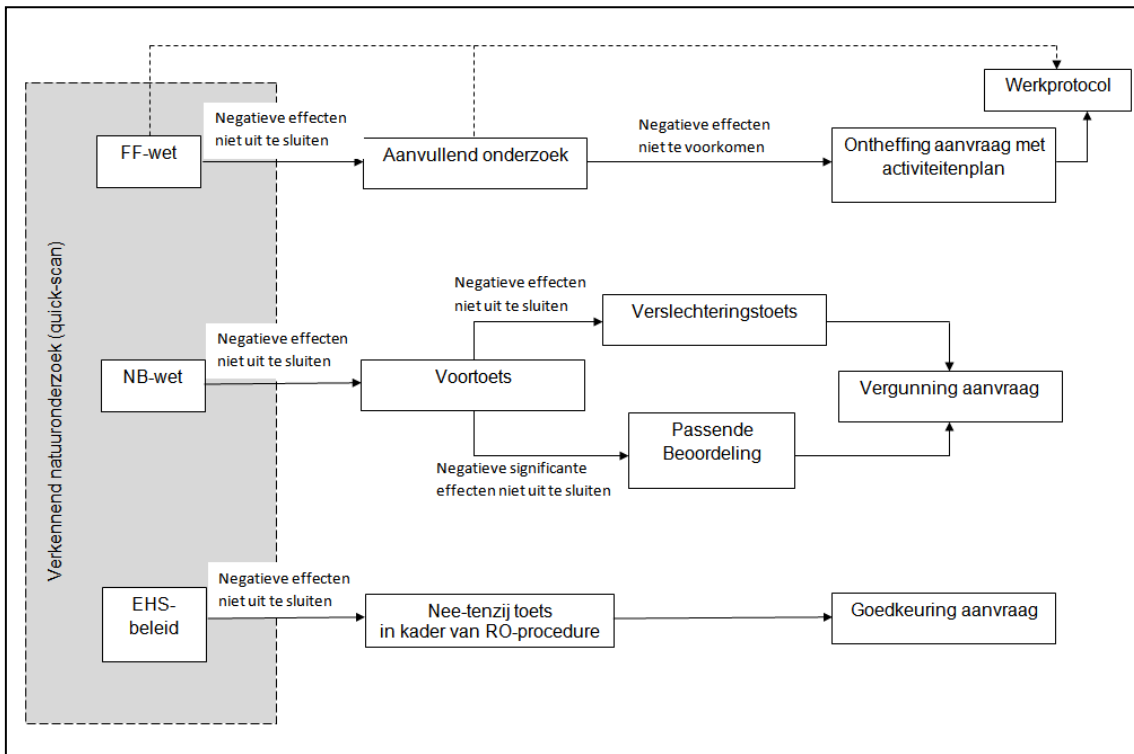 Werkprotocol
Negatieve effecten
niet uit te sluiten
Negatieve effecten
niet te voorkomen
FF-wet
Aanvullend onderzoek
Ontheffing aanvraag met
activiteitenplan
Verkennend natuuronderzoek (quick-scan)
Negatieve effecten
niet uit te sluiten
Verslechteringstoets
Negatieve effecten
niet uit te sluiten
NB-wet
Voortoets
Vergunning aanvraag
Passende
Beoordeling
Negatieve significante
effecten niet uit te sluiten
Negatieve effecten
niet uit te sluiten
EHS-
beleid
Nee-tenzij toets
in kader van RO-procedure
Goedkeuring aanvraag